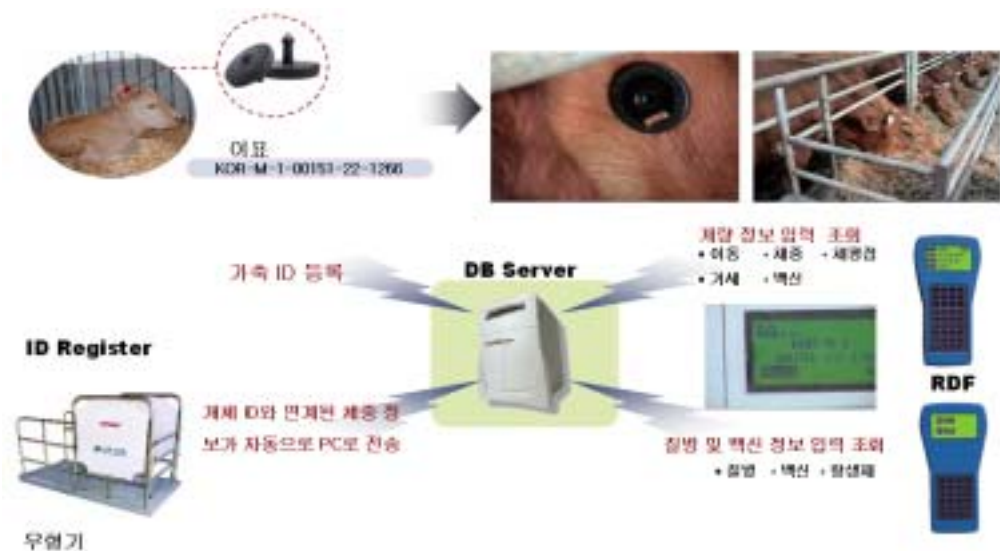 이표
KOR-M-1-00151-22-1266
가축 ID 등록
DB Server
계량 정보 입력 조회
• 이동 • 체중 • 체평점
• 거세 • 백신
ID Register
RDF
개체 ID와 연계된 체중 정
보가 자동으로 PC로 전송
질병 및 백신 정보 입력 조회
• 질병 • 백신 • 항생제
우형기